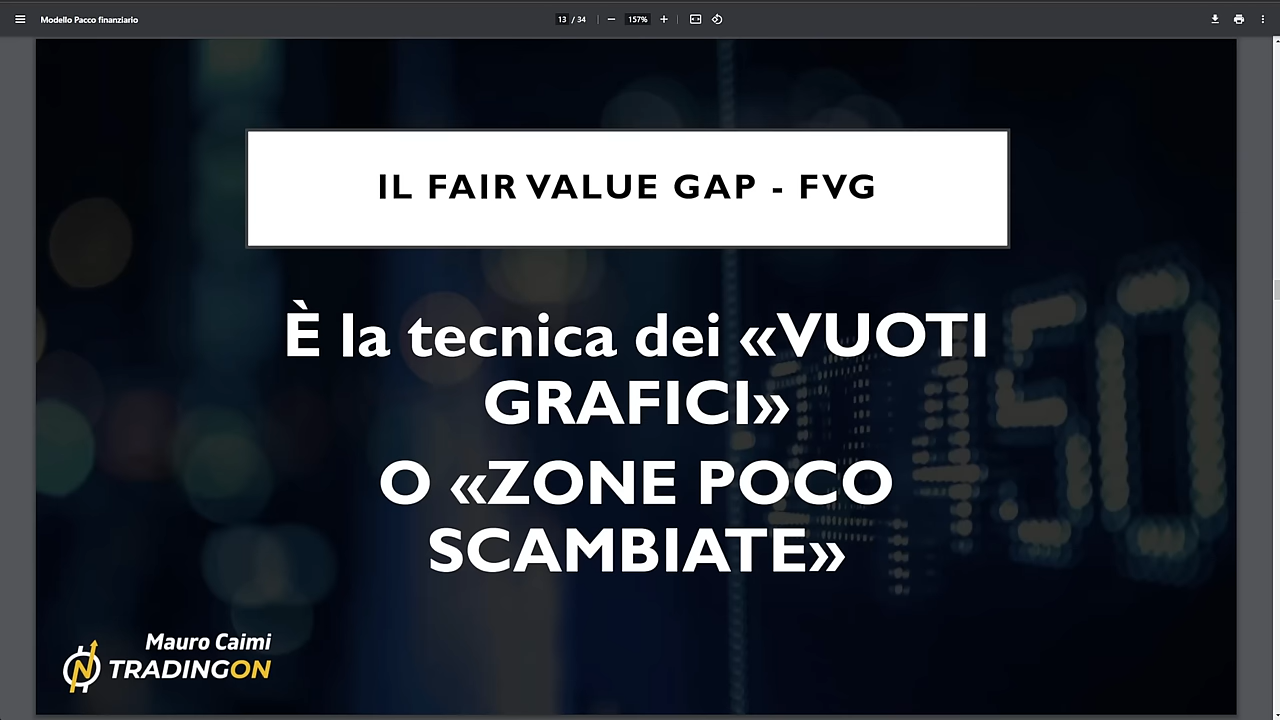 Modello Pacco finanziario
13 / 34
157%
IL FAIR VALUE GAP - FVG
È la tecnica dei «VUOTI
GRAFICI»
O «ZONE POCO
SCAMBIATE»
Mauro Caimi
TRADINGON
450